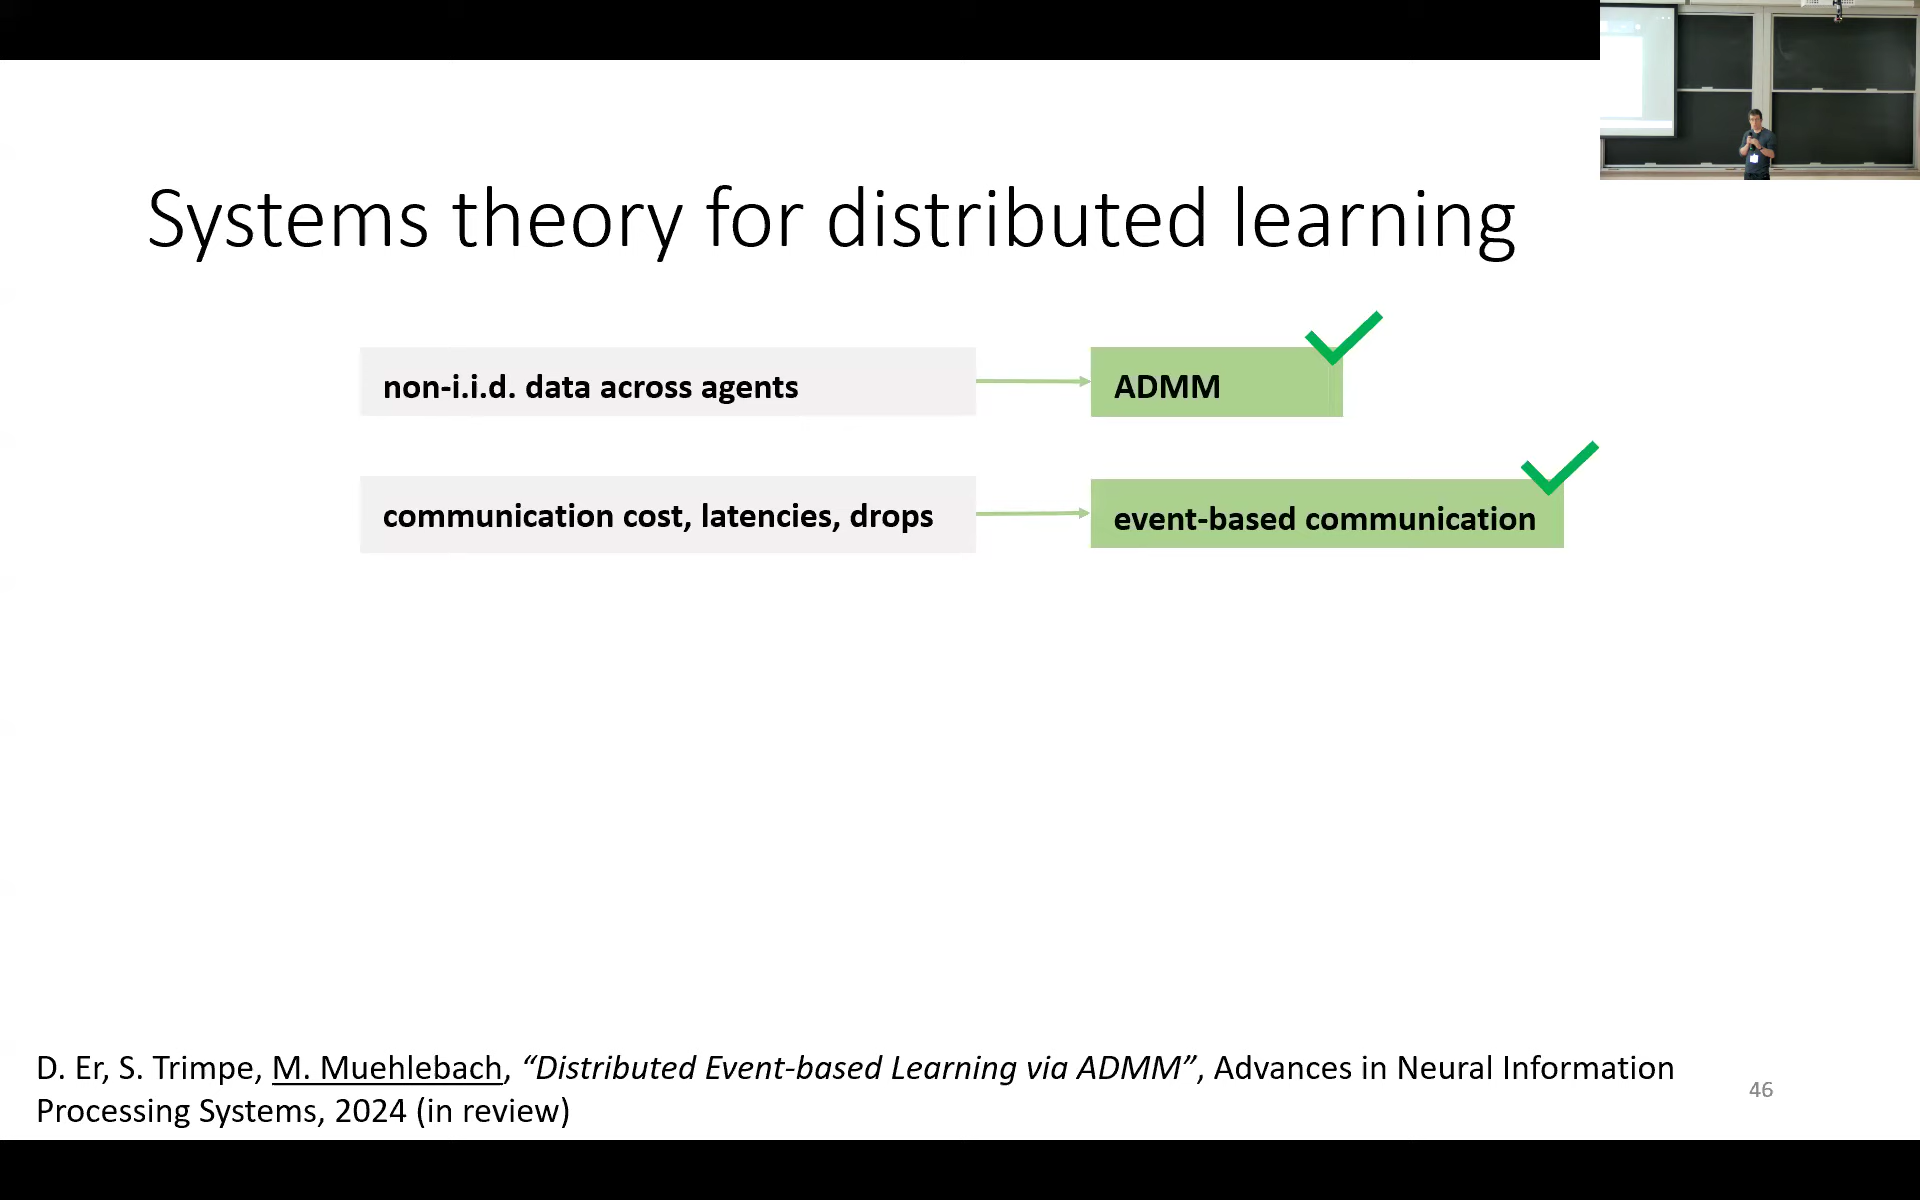 Systems theory for distributed learning
non-i.i.d. data across agents
ADMM
communication cost, latencies, drops
event-based communication
D. Er, S. Trimpe, M. Muehlebach, “Distributed Event-based Learning via ADMM”, Advances in Neural Information
Processing Systems, 2024 (in review)
46